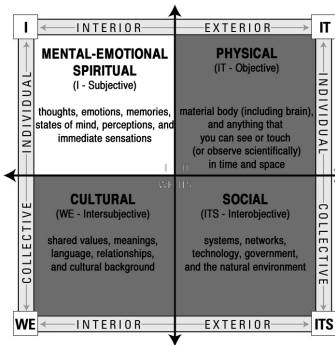 I
INTERIOR
EXTERIOR
IT
INDIVIDUAL
MENTAL-EMOTIONAL
SPIRITUAL
(I - Subjective)
thoughts, emotions, memories,
states of mind, perceptions, and
immediate sensations
PHYSICAL
(IT - Objective)
material body (including brain),
and anything that
you can see or touch
(or observe scientifically)
in time and space
INDIVIDUAL
I IT
WE ITS
COLLECTIVE
CULTURAL
(WE - Intersubjective)
shared values, meanings,
language, relationships,
and cultural background
SOCIAL
(ITS - Interobjective)
systems, networks,
technology, government,
and the natural environment
COLLECTIVE
WE
INTERIOR
EXTERIOR
ITS